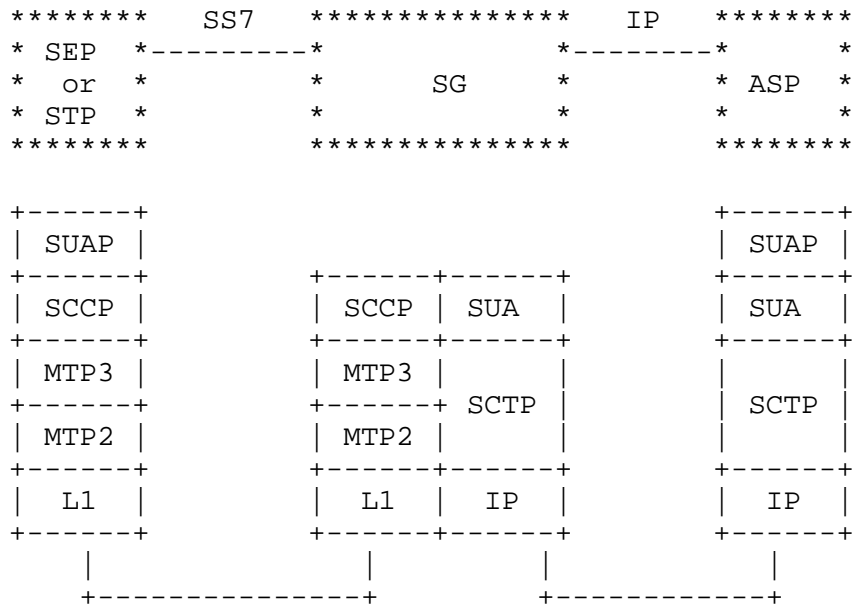 ********     SS7     ***************     IP     ********
* SEP  *---------*              *--------*      *
*  or  *         *      SG      *        * ASP  *
* STP  *         *              *        *      *
********         ***************         ********
+------+                                        +------+
| SUAP |                                        | SUAP |
+------+         +------+------+         +------+
| SCCP |         | SCCP | SUA  |         | SUA  |
+------+         +------+------+         +------+
| MTP3 |         | MTP3 |      |         |      |
+------+         +------+ SCTP |         | SCTP |
| MTP2 |         | MTP2 |      |         |      |
+------+         +------+------+         +------+
|  L1  |         |  L1  |  IP  |         |  IP  |
+------+         +------+------+         +------+
    |                |         |            |
    +---------------+         +------------+